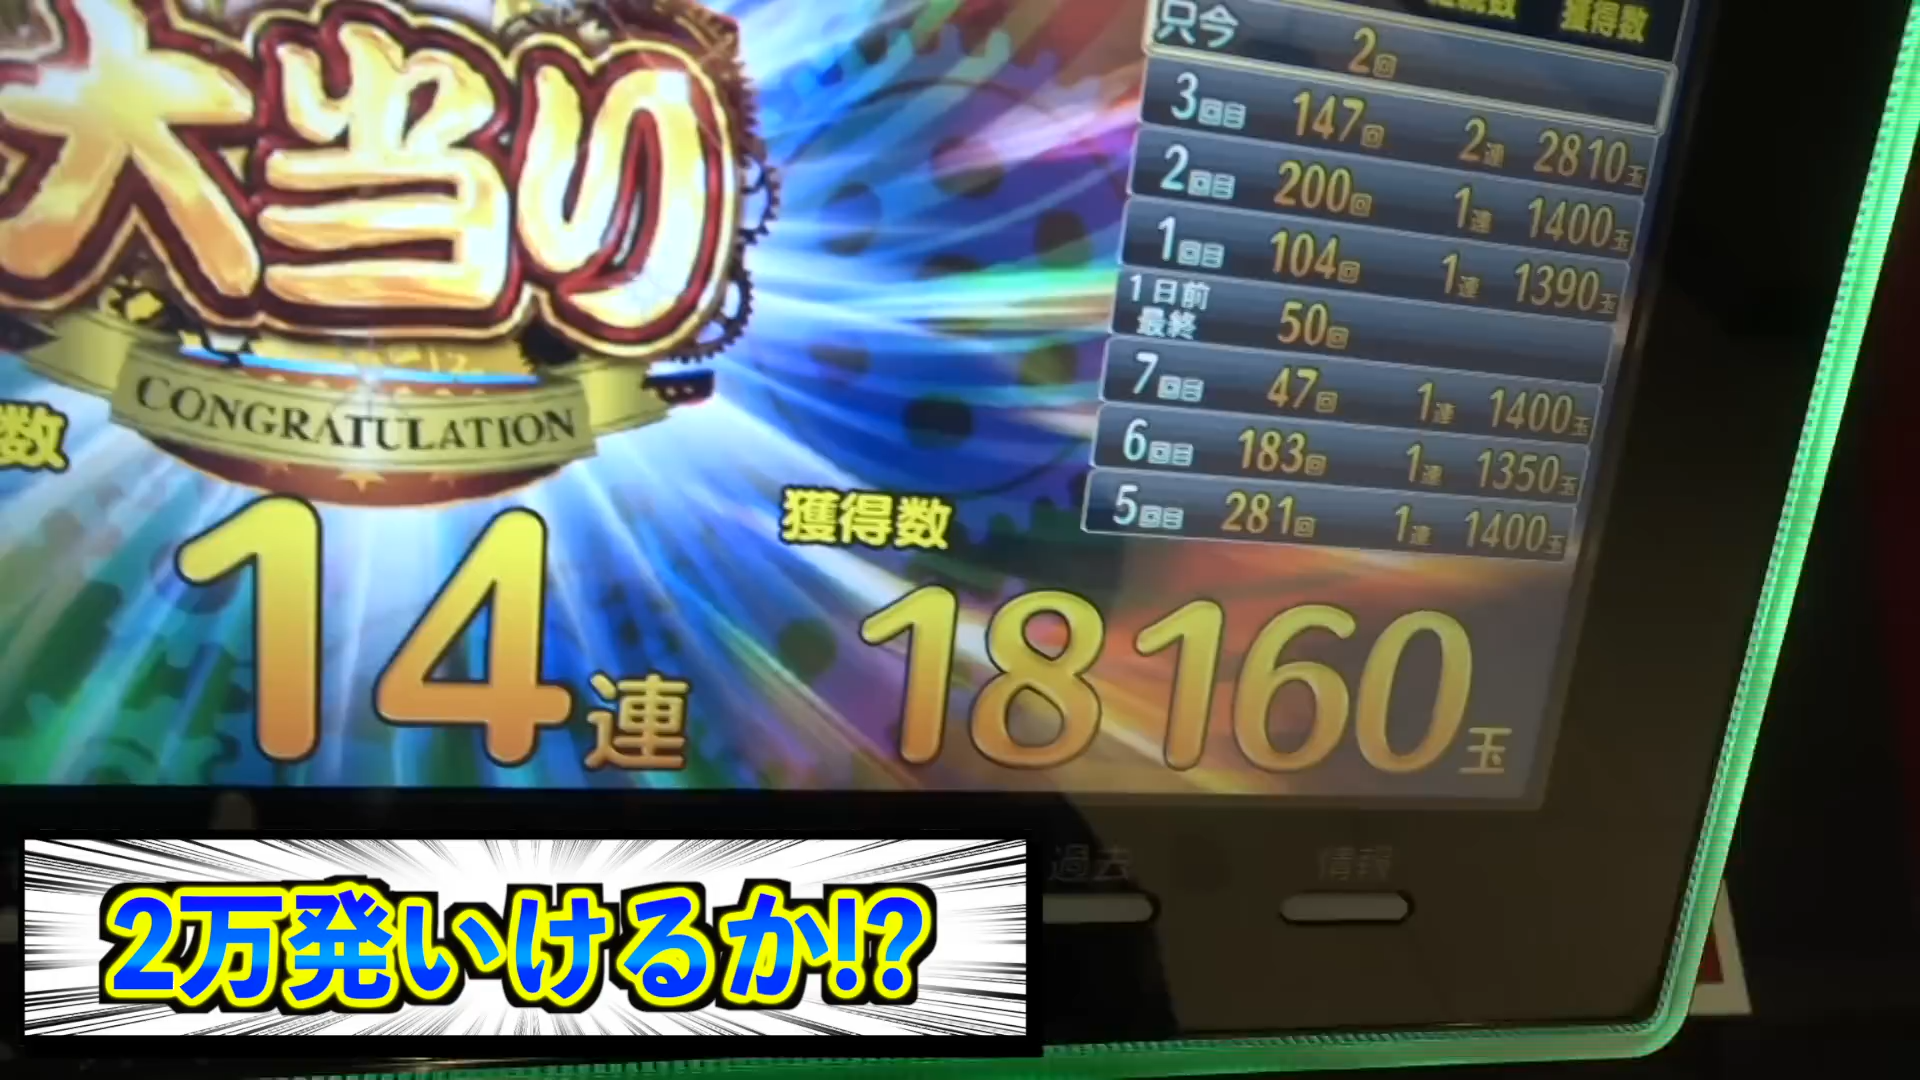 大当り
CONGRATULATION
数
14連
獲得数
18160玉
獲得数
只今 2回
3回目 147回 2連 2810玉
2回目 200回 1連 1400玉
1回目 104回 1連 1390玉
1日前
最終 50回
7回目 47回 1連 1400玉
6回目 183回 1連 1350玉
5回目 281回 1連 1400玉
過去
情報
2万発いけるか!?